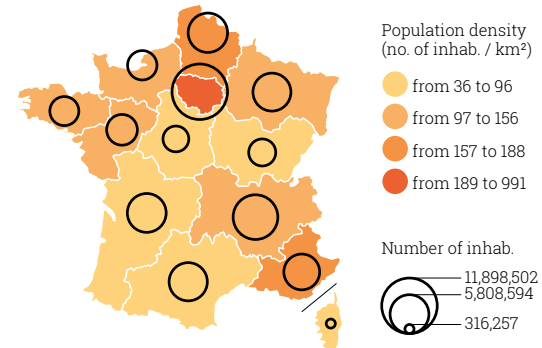 Population density
(no. of inhab. / km²)
from 36 to 96
from 97 to 156
from 157 to 188
from 189 to 991
Number of inhab.
11,898,502
5,808,594
316,257